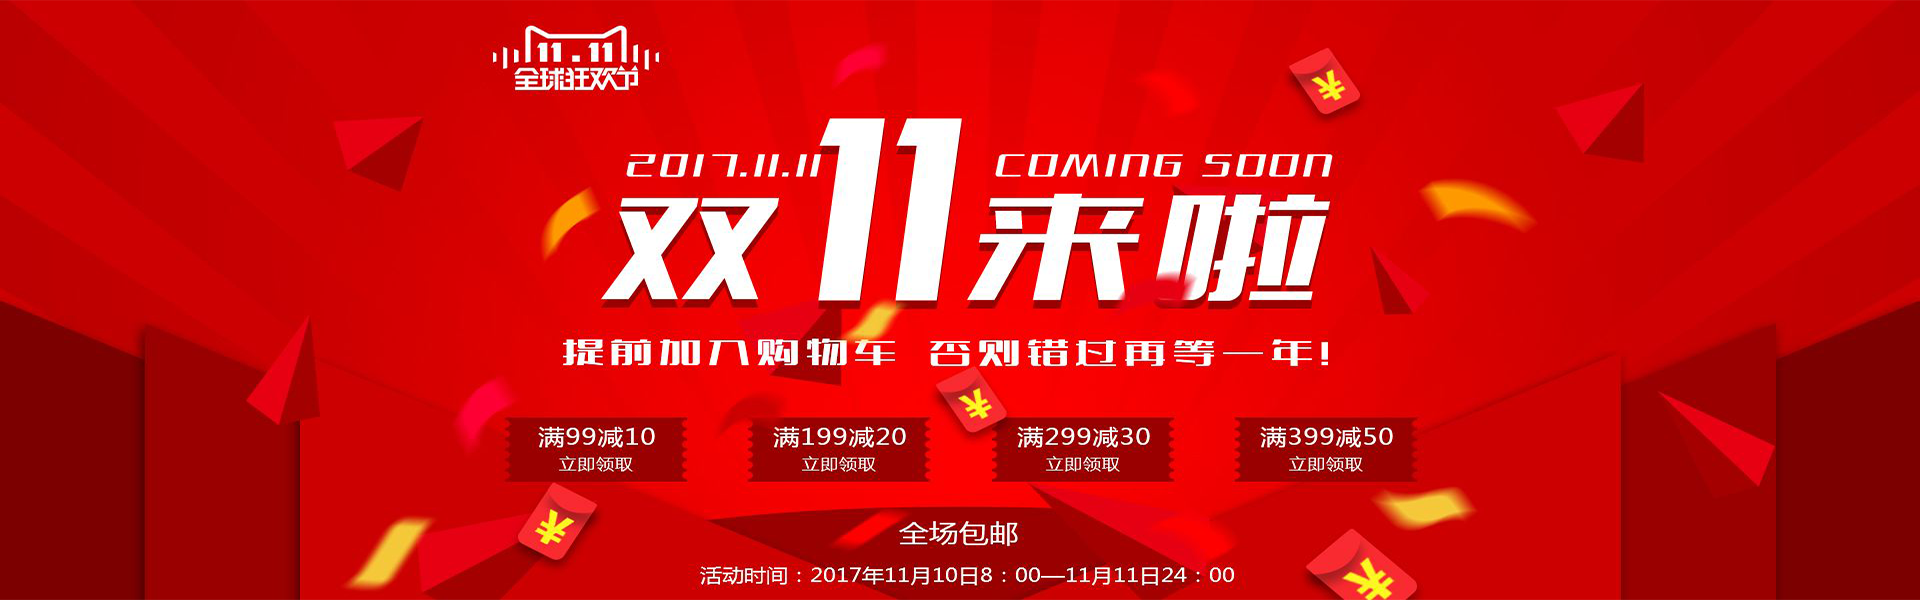 11.11
全球狂欢节
2017.11.11
COMING SOON
双11来啦
提前加入购物车 否则错过再等一年!
满99减10
立即领取
满199减20
立即领取
满299减30
立即领取
满399减50
立即领取
全场包邮
活动时间：2017年11月10日8：00—11月11日24：00